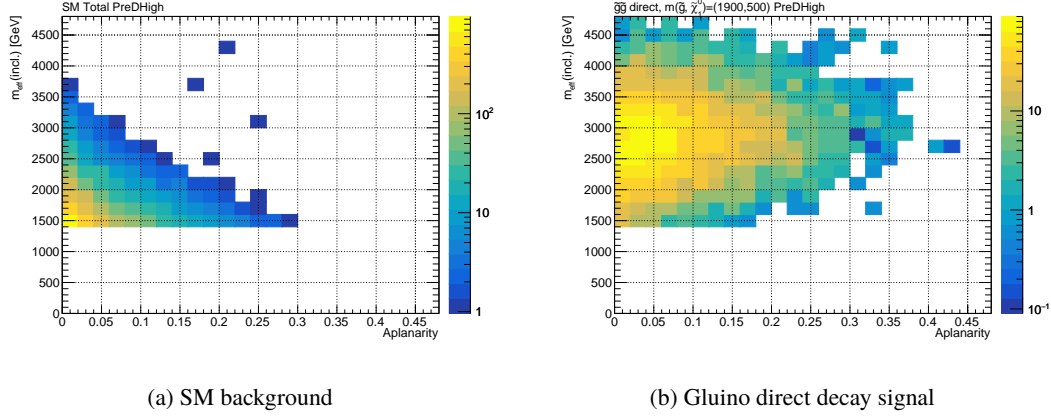 SM Total PreDHigh
m_eff(incl.) [GeV]
4500
4000
3500
3000
2500
2000
1500
1000
500
0
0 0.05 0.1 0.15 0.2 0.25 0.3 0.35 0.4 0.45
Aplanarity
10²
10
1
(a) SM background
g̃g̃ direct, m(g̃, χ̃₁⁰)=(1900,500) PreDHigh
m_eff(incl.) [GeV]
4500
4000
3500
3000
2500
2000
1500
1000
500
0
0 0.05 0.1 0.15 0.2 0.25 0.3 0.35 0.4 0.45
Aplanarity
10
1
10⁻¹
(b) Gluino direct decay signal